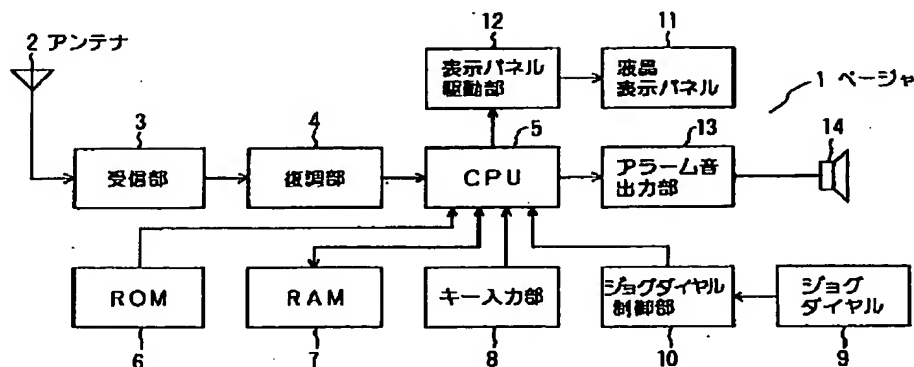 2 アンテナ
12
11
表示パネル
駆動部
液晶
表示パネル
1 ページャ
3
4
5
13
14
受信部
復調部
CPU
アラーム音
出力部
ROM
RAM
キー入力部
ジョグダイヤル
制御部
ジョグ
ダイヤル
6
7
8
10
9